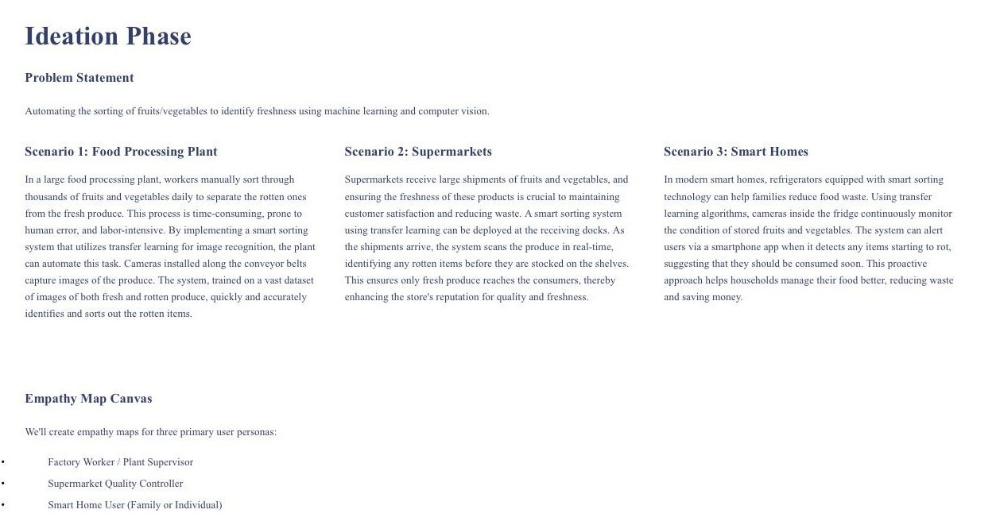 Ideation Phase
Problem Statement
Automating the sorting of fruits/vegetables to identify freshness using machine learning and computer vision.
Scenario 1: Food Processing Plant
In a large food processing plant, workers manually sort through
thousands of fruits and vegetables daily to separate the rotten ones
from the fresh produce. This process is time-consuming, prone to
human error, and labor-intensive. By implementing a smart sorting
system that utilizes transfer learning for image recognition, the plant
can automate this task. Cameras installed along the conveyor belts
capture images of the produce. The system, trained on a vast dataset
of images of both fresh and rotten produce, quickly and accurately
identifies and sorts out the rotten items.
Scenario 2: Supermarkets
Supermarkets receive large shipments of fruits and vegetables, and
ensuring the freshness of these products is crucial to maintaining
customer satisfaction and reducing waste. A smart sorting system
using transfer learning can be deployed at the receiving docks. As
the shipments arrive, the system scans the produce in real-time,
identifying any rotten items before they are stocked on the shelves.
This ensures only fresh produce reaches the consumers, thereby
enhancing the store's reputation for quality and freshness.
Scenario 3: Smart Homes
In modern smart homes, refrigerators equipped with smart sorting
technology can help families reduce food waste. Using transfer
learning algorithms, cameras inside the fridge continuously monitor
the condition of stored fruits and vegetables. The system can alert
users via a smartphone app when it detects any items starting to rot,
suggesting that they should be consumed soon. This proactive
approach helps households manage their food better, reducing waste
and saving money.
Empathy Map Canvas
We'll create empathy maps for three primary user personas:
• Factory Worker / Plant Supervisor
• Supermarket Quality Controller
• Smart Home User (Family or Individual)